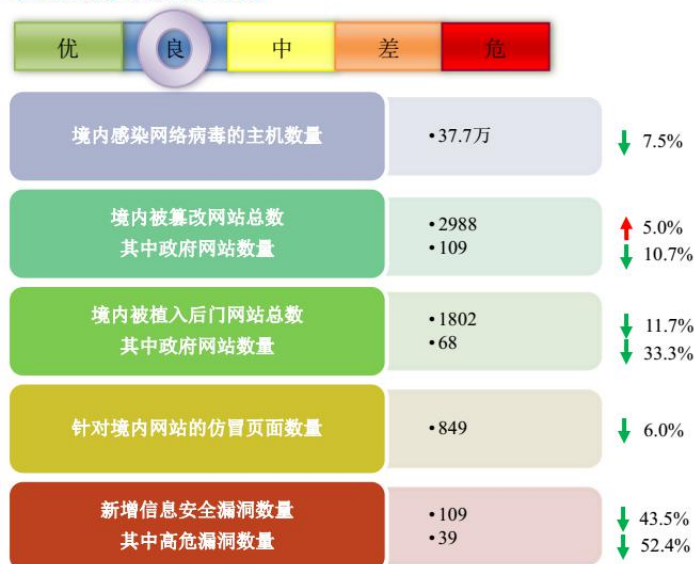 优 良 中 差 危
境内感染网络病毒的主机数量 •37.7万 7.5%
境内被篡改网站总数 •2988 5.0%
其中政府网站数量 •109 10.7%
境内被植入后门网站总数 •1802 11.7%
其中政府网站数量 •68 33.3%
针对境内网站的仿冒页面数量 •849 6.0%
新增信息安全漏洞数量 •109 43.5%
其中高危漏洞数量 •39 52.4%